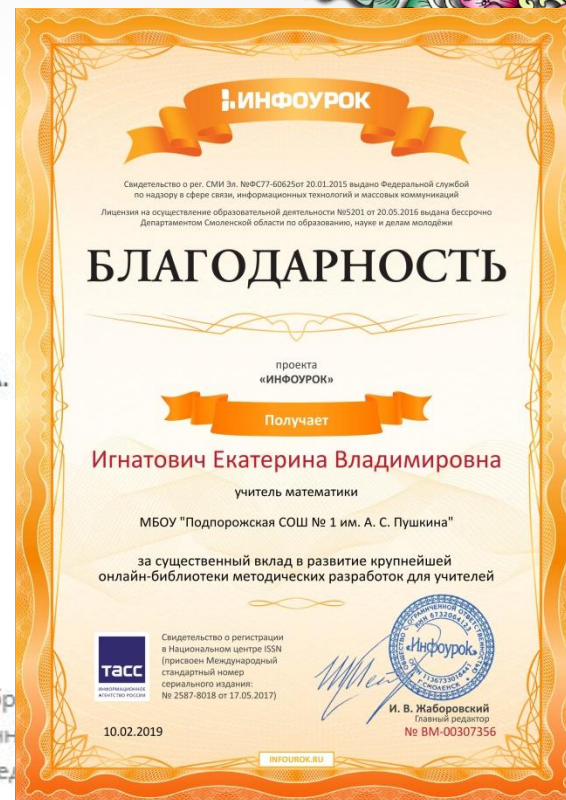 ИНФОУРОК
Свидетельство о рег. СМИ Эл. №ФС77-60625от 20.01.2015 выдано Федеральной службой
по надзору в сфере связи, информационных технологий и массовых коммуникаций
Лицензия на осуществление образовательной деятельности №5201 от 20.05.2016 выдана бессрочно
Департаментом Смоленской области по образованию, науке и делам молодёжи
БЛАГОДАРНОСТЬ
проекта
«ИНФОУРОК»
Получает
Игнатович Екатерина Владимировна
учитель математики
МБОУ "Подпорожская СОШ № 1 им. А. С. Пушкина"
за существенный вклад в развитие крупнейшей
онлайн-библиотеки методических разработок для учителей
Свидетельство о регистрации
в Национальном центре ISSN
(присвоен Международный
стандартный номер
сериального издания:
№ 2587-8018 от 17.05.2017)
ТАСС
ИНФОРМАЦИОННОЕ
АГЕНТСТВО РОССИИ
«Инфоурок»
И. В. Жаборовский
Главный редактор
10.02.2019
№ ВМ-00307356
INFOUROK.RU